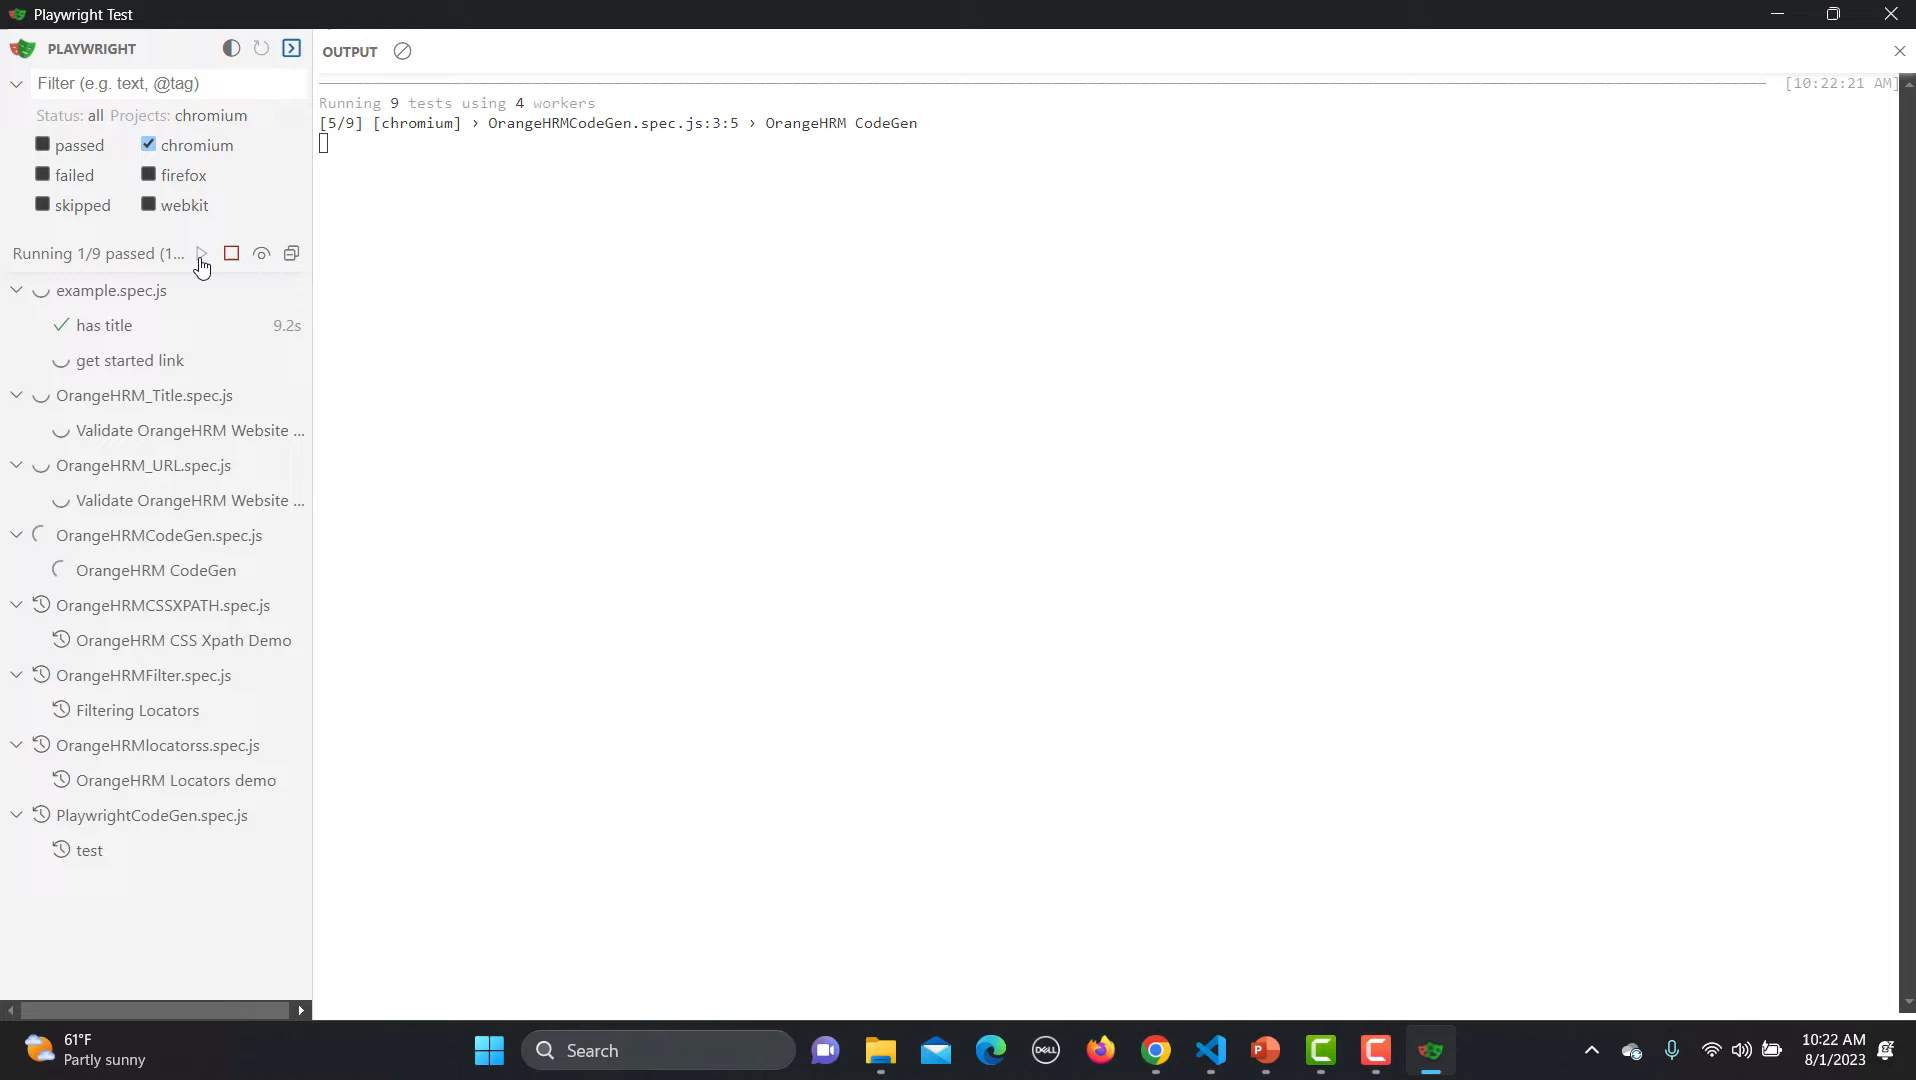 Playwright Test
PLAYWRIGHT
Filter (e.g. text, @tag)
Status: all Projects: chromium
passed
chromium
failed
firefox
skipped
webkit
Running 1/9 passed (1...
example.spec.js
has title 9.2s
get started link
OrangeHRM_Title.spec.js
Validate OrangeHRM Website ...
OrangeHRM_URL.spec.js
Validate OrangeHRM Website ...
OrangeHRMCodeGen.spec.js
OrangeHRM CodeGen
OrangeHRMCSSXPATH.spec.js
OrangeHRM CSS Xpath Demo
OrangeHRMFilter.spec.js
Filtering Locators
OrangeHRMlocatorss.spec.js
OrangeHRM Locators demo
PlaywrightCodeGen.spec.js
test
OUTPUT
[10:22:21 AM]
Running 9 tests using 4 workers
[5/9] [chromium] › OrangeHRMCodeGen.spec.js:3:5 › OrangeHRM CodeGen
61°F
Partly sunny
Search
DELL
10:22 AM
8/1/2023